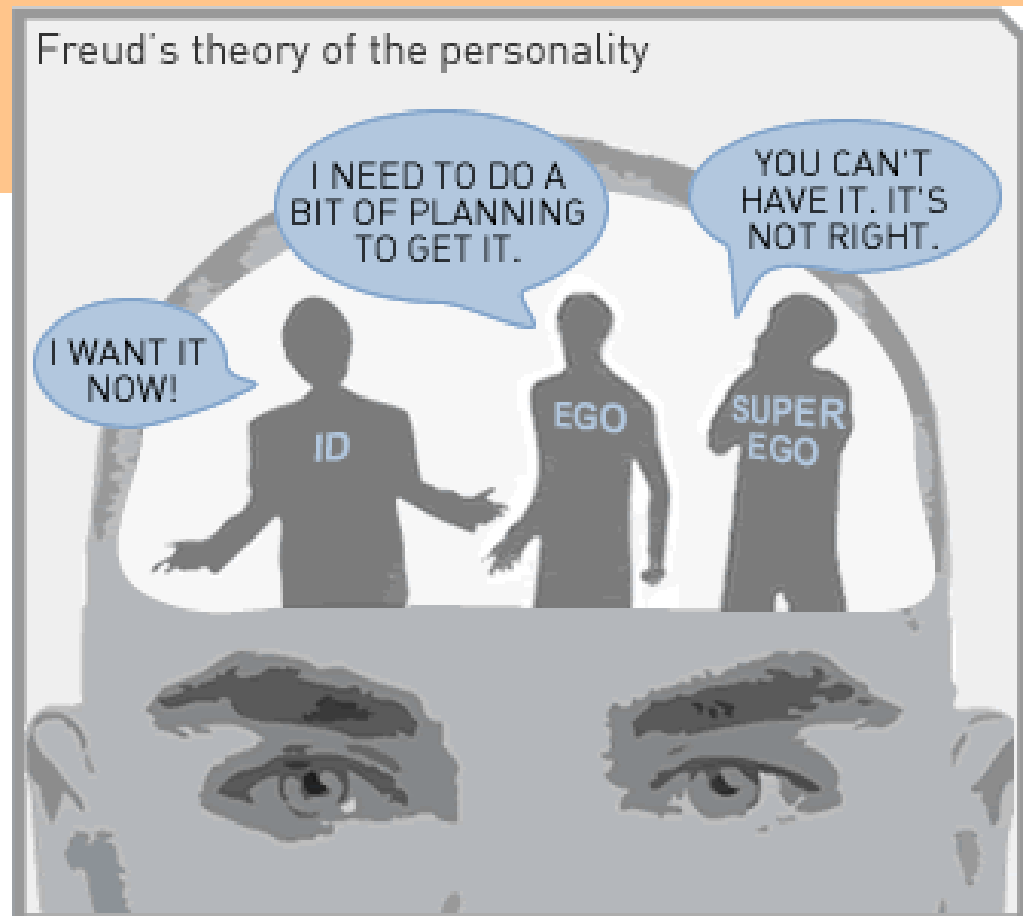 Freud's theory of the personality
I NEED TO DO A
BIT OF PLANNING
TO GET IT.
YOU CAN'T
HAVE IT. IT'S
NOT RIGHT.
I WANT IT
NOW!
ID
EGO
SUPER
EGO